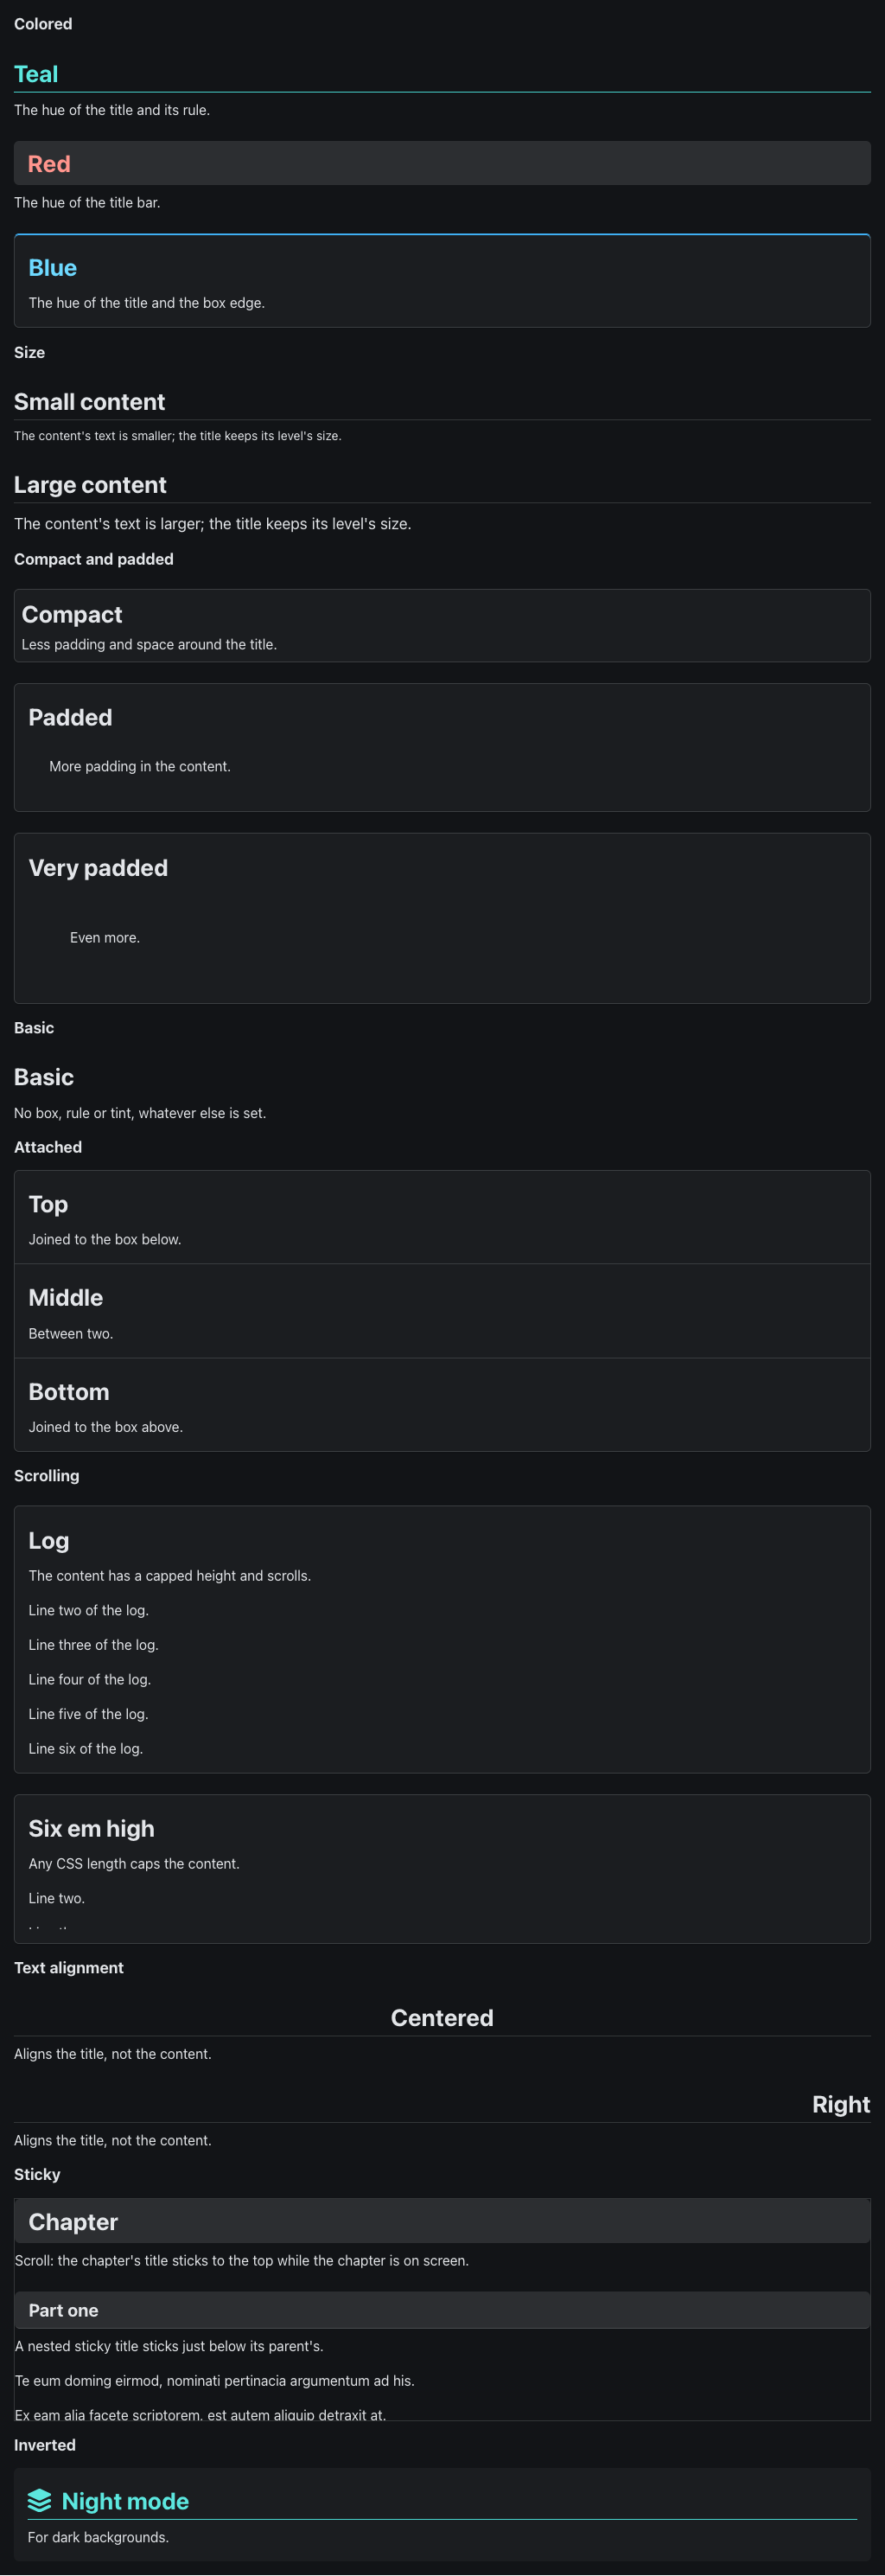 Colored
Teal
The hue of the title and its rule.
Red
The hue of the title bar.
Blue
The hue of the title and the box edge.
Size
Small content
The content's text is smaller; the title keeps its level's size.
Large content
The content's text is larger; the title keeps its level's size.
Compact and padded
Compact
Less padding and space around the title.
Padded
More padding in the content.
Very padded
Even more.
Basic
Basic
No box, rule or tint, whatever else is set.
Attached
Top
Joined to the box below.
Middle
Between two.
Bottom
Joined to the box above.
Scrolling
Log
The content has a capped height and scrolls.
Line two of the log.
Line three of the log.
Line four of the log.
Line five of the log.
Line six of the log.
Six em high
Any CSS length caps the content.
Line two.
Text alignment
Centered
Aligns the title, not the content.
Right
Aligns the title, not the content.
Sticky
Chapter
Scroll: the chapter's title sticks to the top while the chapter is on screen.
Part one
A nested sticky title sticks just below its parent's.
Te eum doming eirmod, nominati pertinacia argumentum ad his.
Ex eam alia facete scriptorem, est autem aliquip detraxit at.
Inverted
Night mode
For dark backgrounds.